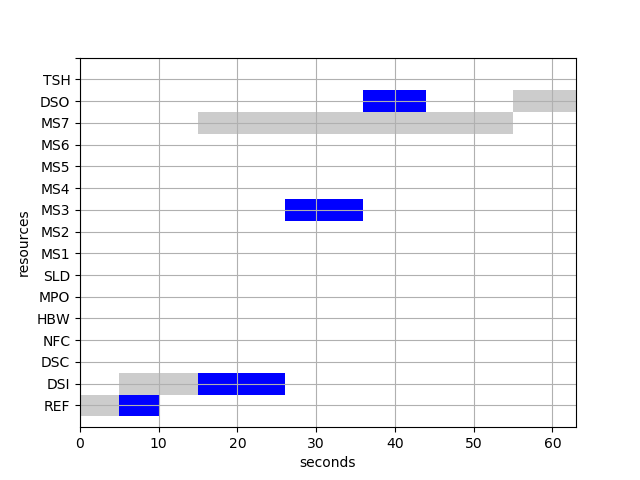 TSH
DSO
MS7
MS6
MS5
MS4
MS3
MS2
MS1
SLD
MPO
HBW
NFC
DSC
DSI
REF
resources
0 10 20 30 40 50 60
seconds